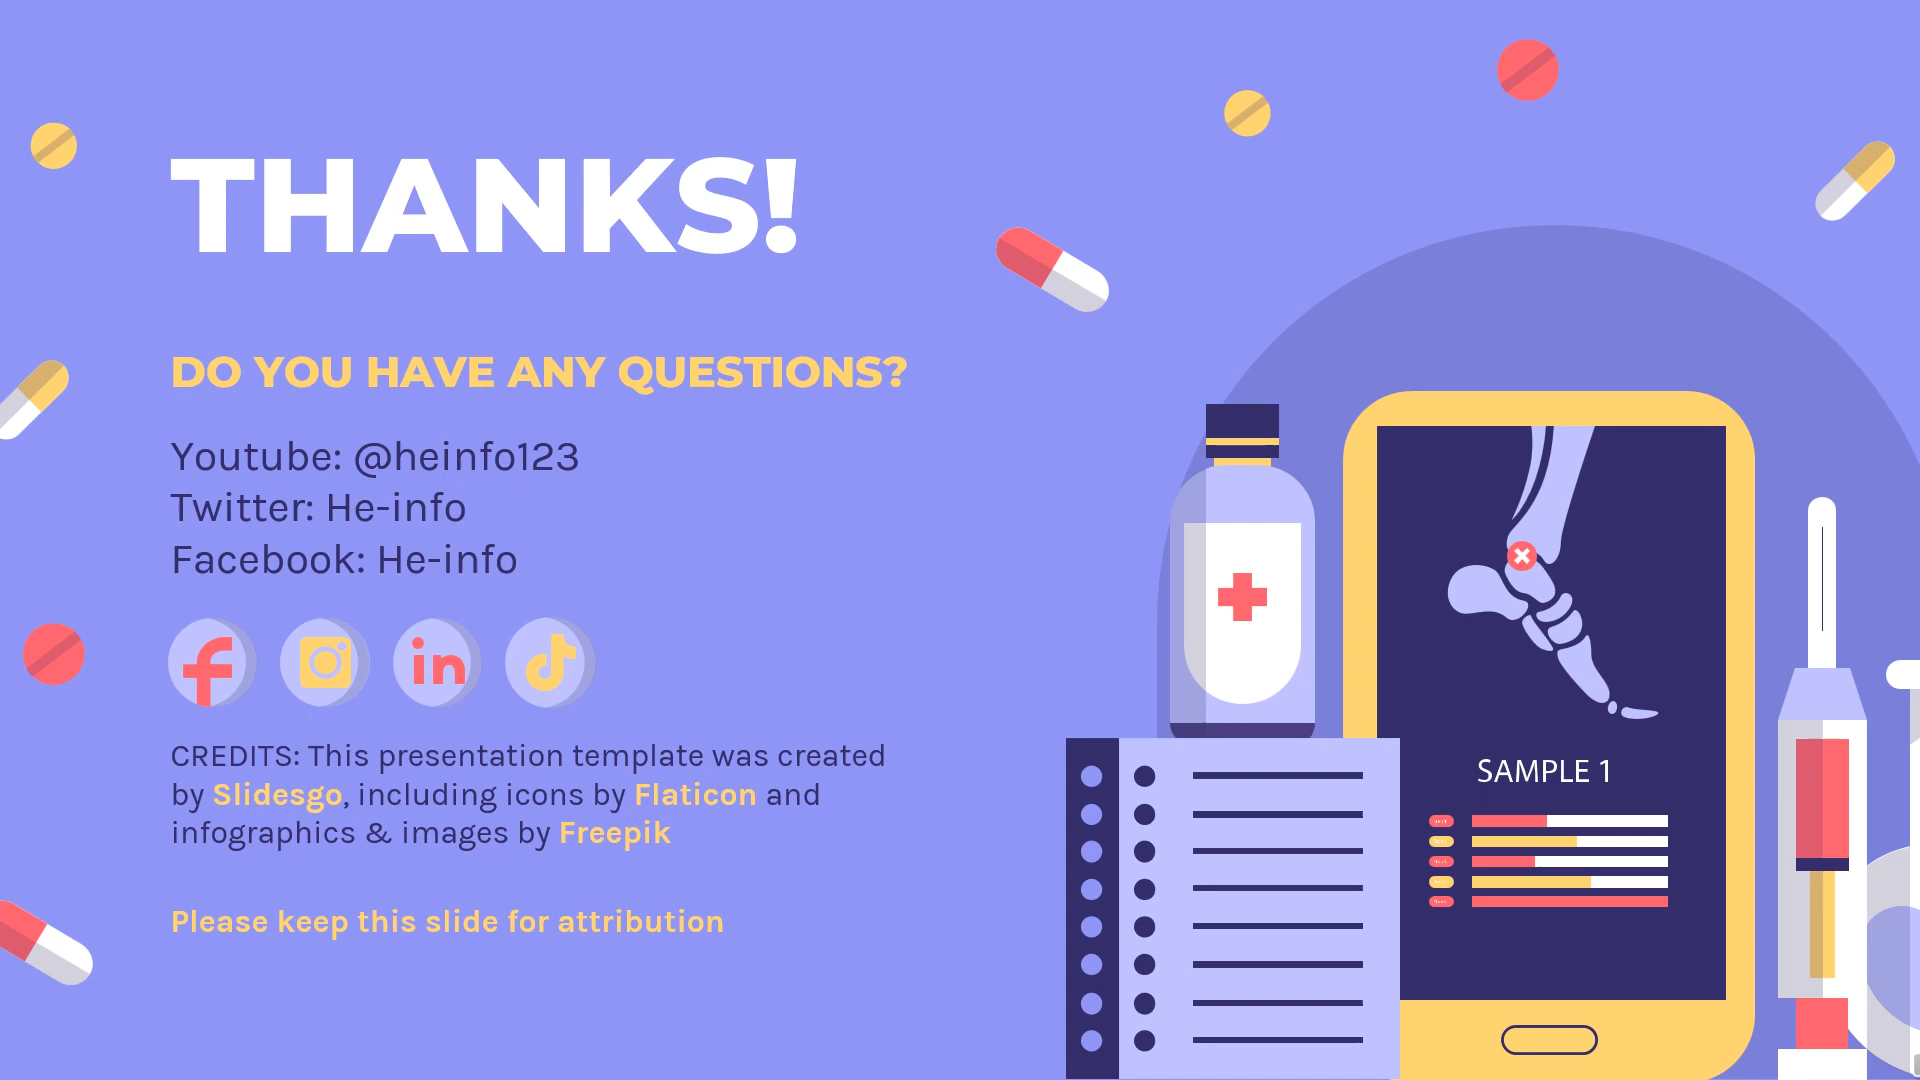 THANKS!
DO YOU HAVE ANY QUESTIONS?
Youtube: @heinfo123
Twitter: He-info
Facebook: He-info
CREDITS: This presentation template was created
by Slidesgo, including icons by Flaticon and
infographics & images by Freepik
Please keep this slide for attribution
SAMPLE 1